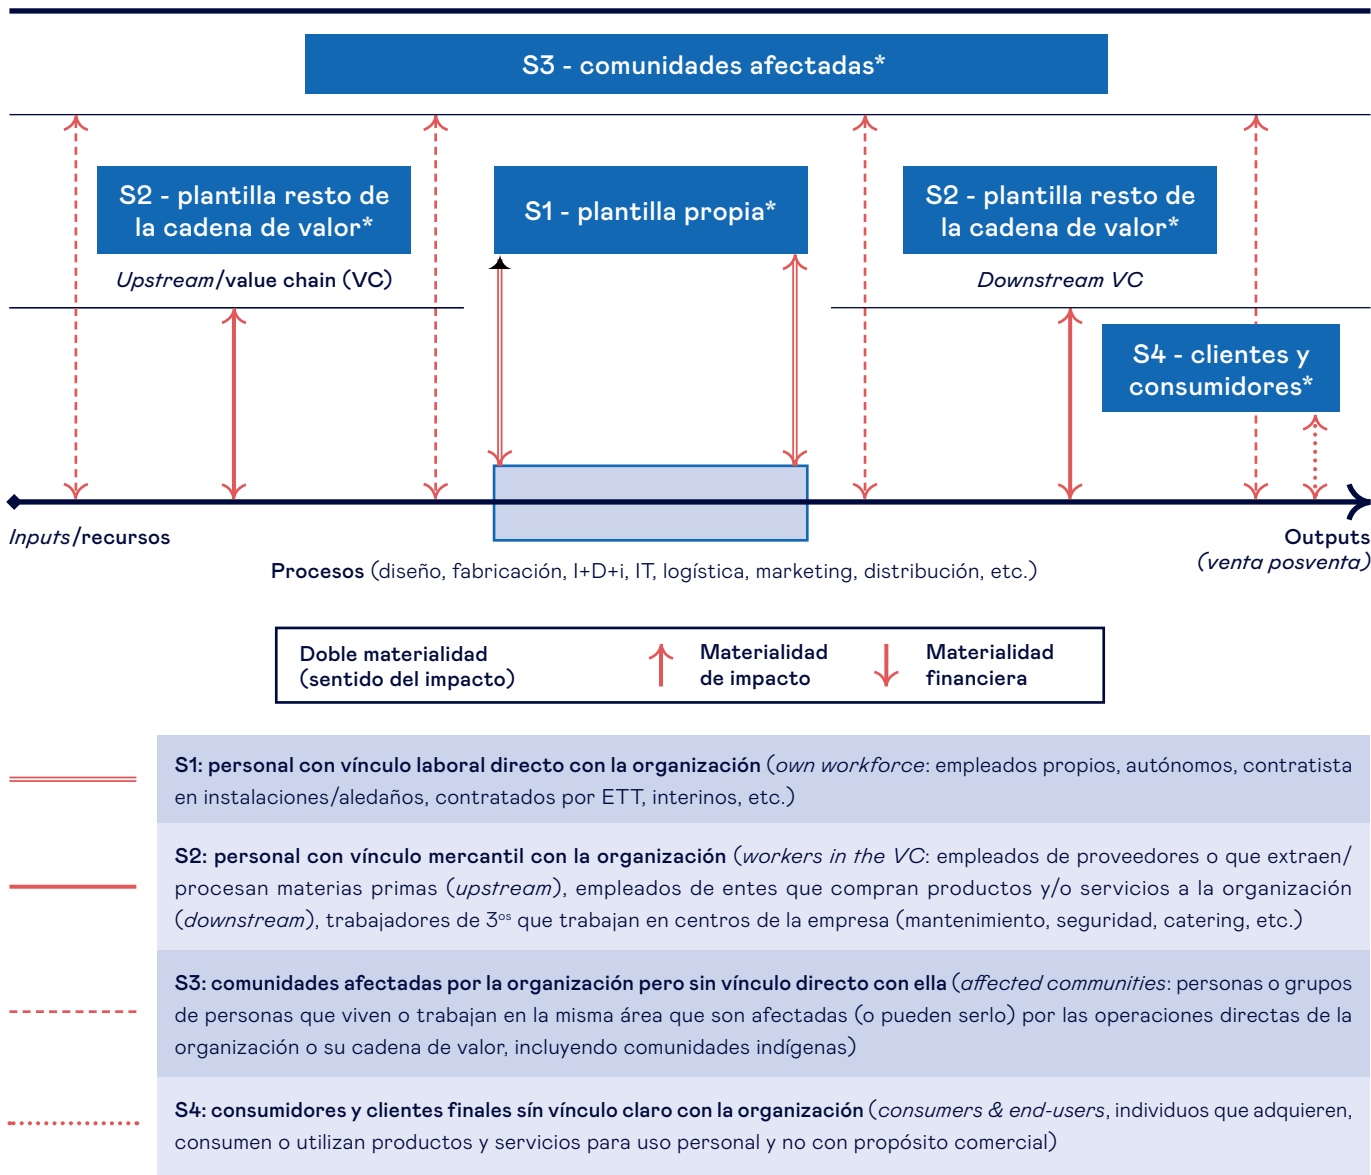 S3 - comunidades afectadas*
S2 - plantilla resto de
la cadena de valor*
Upstream/value chain (VC)
S1 - plantilla propia*
S2 - plantilla resto de
la cadena de valor*
Downstream VC
S4 - clientes y
consumidores*
Inputs/recursos
Outputs
(venta posventa)
Procesos (diseño, fabricación, I+D+i, IT, logística, marketing, distribución, etc.)
Doble materialidad
(sentido del impacto)
Materialidad
de impacto
Materialidad
financiera
S1: personal con vínculo laboral directo con la organización (own workforce: empleados propios, autónomos, contratista
en instalaciones/aledaños, contratados por ETT, interinos, etc.)
S2: personal con vínculo mercantil con la organización (workers in the VC: empleados de proveedores o que extraen/
procesan materias primas (upstream), empleados de entes que compran productos y/o servicios a la organización
(downstream), trabajadores de 3os que trabajan en centros de la empresa (mantenimiento, seguridad, catering, etc.)
S3: comunidades afectadas por la organización pero sin vínculo directo con ella (affected communities: personas o grupos
de personas que viven o trabajan en la misma área que son afectadas (o pueden serlo) por las operaciones directas de la
organización o su cadena de valor, incluyendo comunidades indígenas)
S4: consumidores y clientes finales sín vínculo claro con la organización (consumers & end-users, individuos que adquieren,
consumen o utilizan productos y servicios para uso personal y no con propósito comercial)